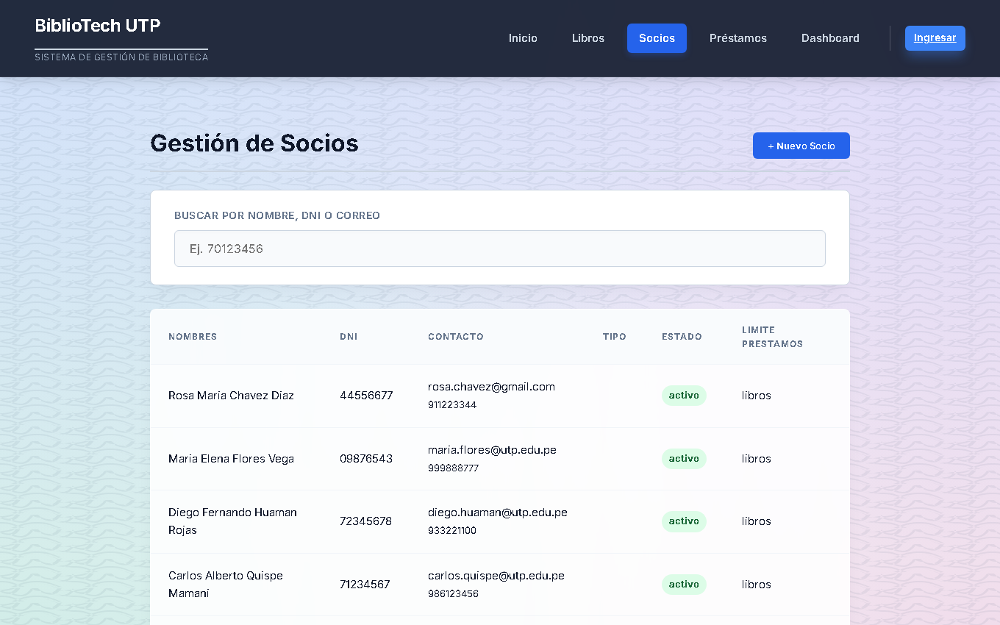 BiblioTech UTP
SISTEMA DE GESTIÓN DE BIBLIOTECA
Inicio
Libros
Socios
Préstamos
Dashboard
Ingresar
Gestión de Socios
+ Nuevo Socio
BUSCAR POR NOMBRE, DNI O CORREO
Ej. 70123456
NOMBRES
DNI
CONTACTO
TIPO
ESTADO
LIMITE
PRESTAMOS
Rosa Maria Chavez Diaz
44556677
rosa.chavez@gmail.com
911223344
activo
libros
Maria Elena Flores Vega
09876543
maria.flores@utp.edu.pe
999888777
activo
libros
Diego Fernando Huaman
Rojas
72345678
diego.huaman@utp.edu.pe
933221100
activo
libros
Carlos Alberto Quispe
Mamani
71234567
carlos.quispe@utp.edu.pe
986123456
activo
libros